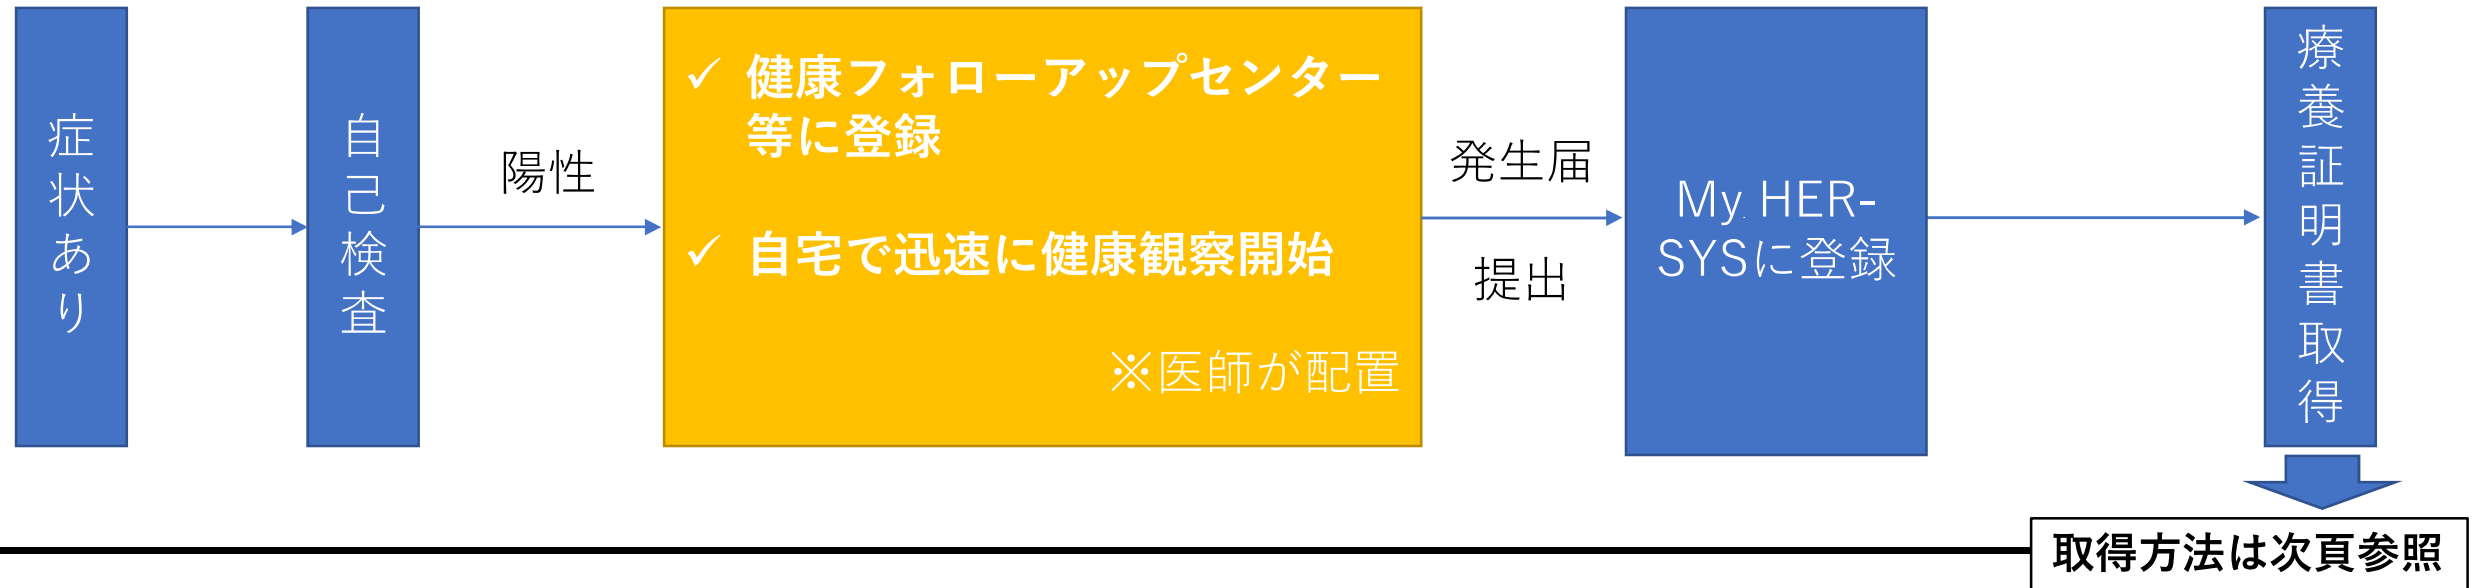 症状あり
自己検査
陽性
✓ 健康フォローアップセンター
等に登録
✓ 自宅で迅速に健康観察開始
※医師が配置
発生届
提出
My HER-
SYSに登録
療養証明書取得
取得方法は次頁参照